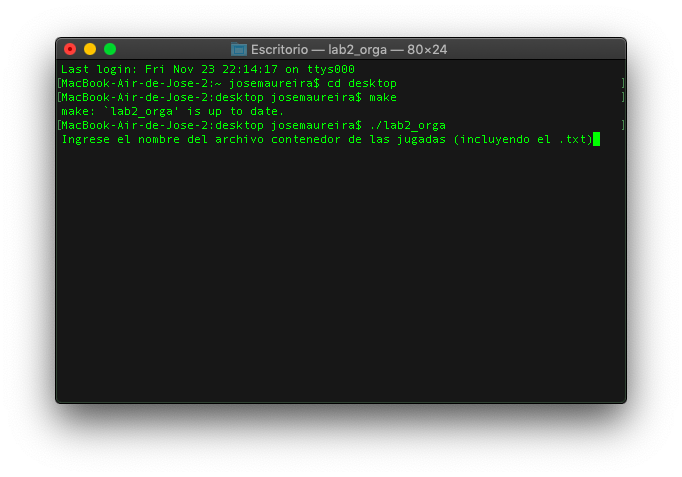 Escritorio — lab2_orga — 80×24
Last login: Fri Nov 23 22:14:17 on ttys000
[MacBook-Air-de-Jose-2:~ josemaureira$ cd desktop ]
[MacBook-Air-de-Jose-2:desktop josemaureira$ make ]
make: `lab2_orga' is up to date.
[MacBook-Air-de-Jose-2:desktop josemaureira$ ./lab2_orga ]
Ingrese el nombre del archivo contenedor de las jugadas (incluyendo el .txt)